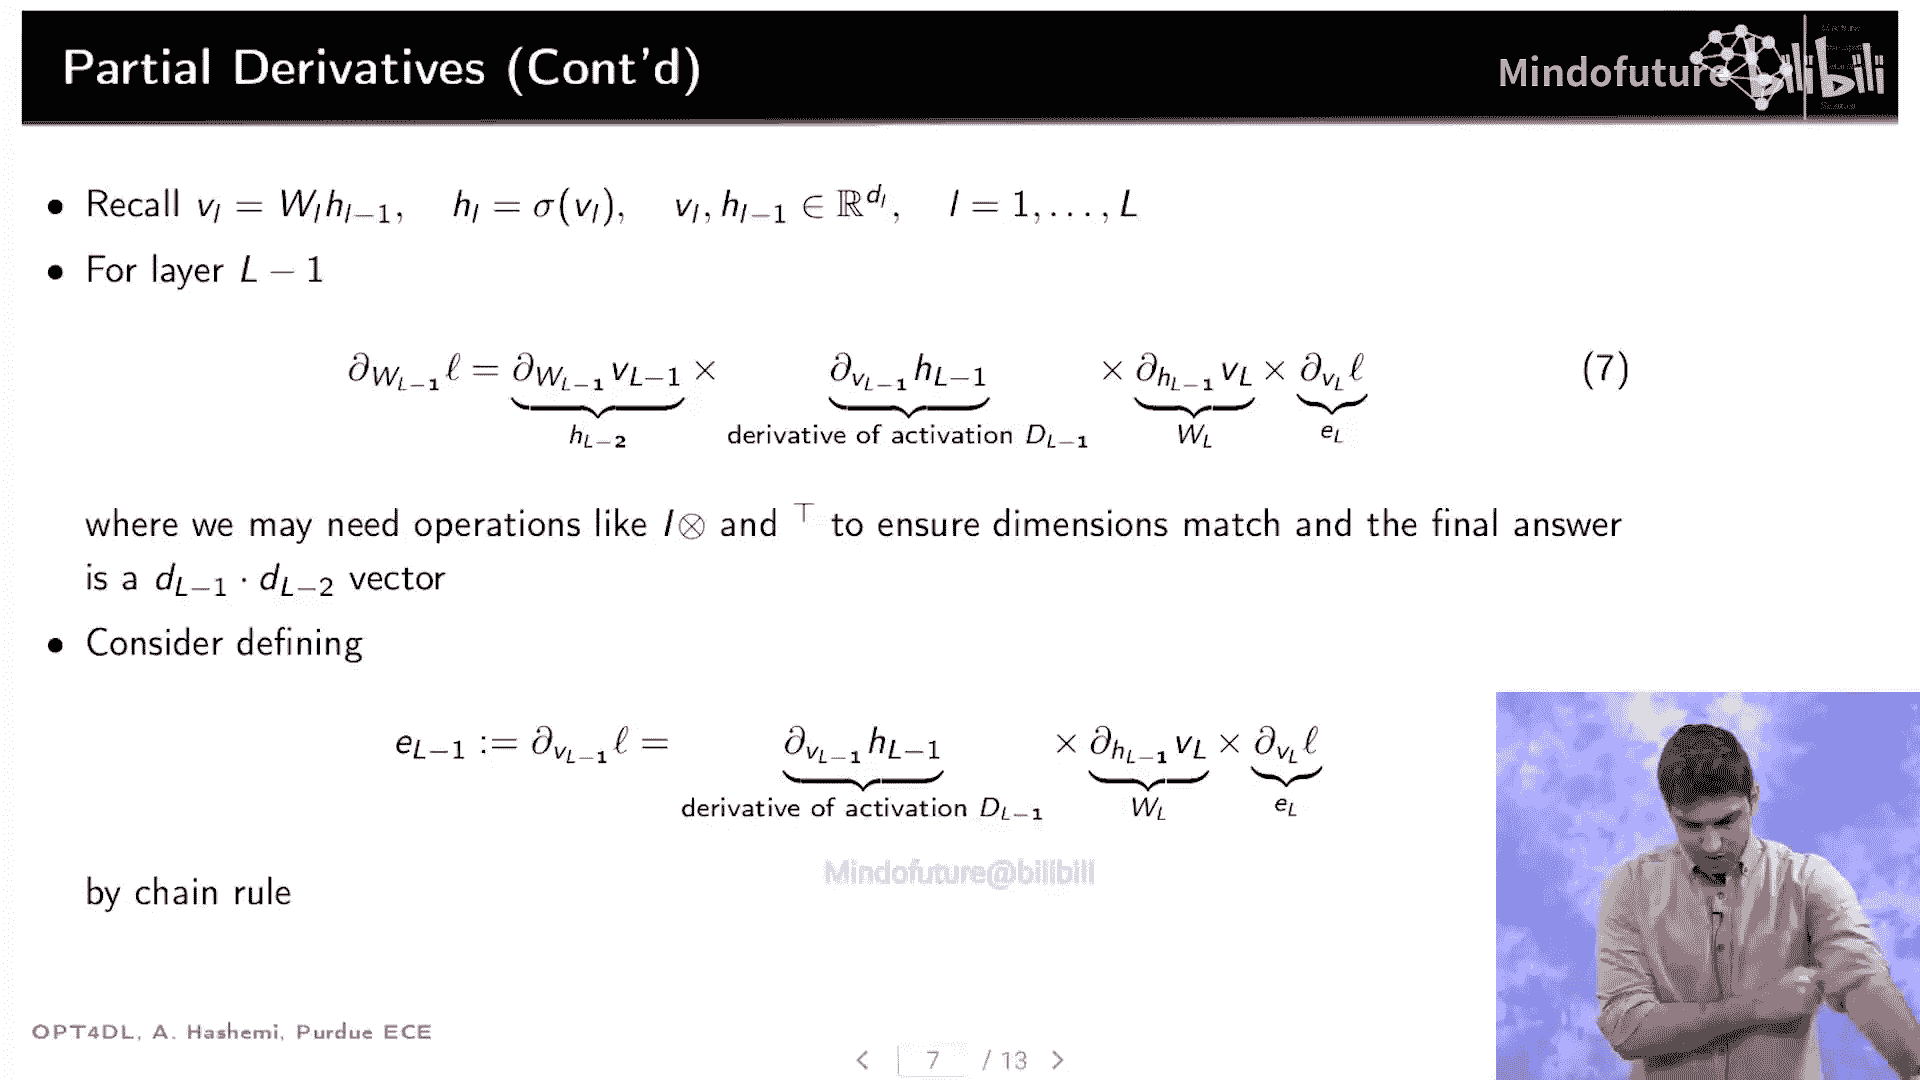 Partial Derivatives (Cont'd)
Mindofuture bilibili
• Recall v_l = W_l h_{l−1}, h_l = σ(v_l), v_l, h_{l−1} ∈ ℝ^{d_l}, l = 1, . . . , L
• For layer L − 1
∂_{W_{L−1}} ℓ = ∂_{W_{L−1}} v_{L−1} × ∂_{v_{L−1}} h_{L−1} × ∂_{h_{L−1}} v_L × ∂_{v_L} ℓ (7)
h_{L−2} derivative of activation D_{L−1} W_L e_L
where we may need operations like I⊗ and ⊤ to ensure dimensions match and the final answer
is a d_{L−1} · d_{L−2} vector
• Consider defining
e_{L−1} := ∂_{v_{L−1}} ℓ = ∂_{v_{L−1}} h_{L−1} × ∂_{h_{L−1}} v_L × ∂_{v_L} ℓ
derivative of activation D_{L−1} W_L e_L
Mindofuture@bilibili
by chain rule
OPT4DL, A. Hashemi, Purdue ECE
< 7 / 13 >